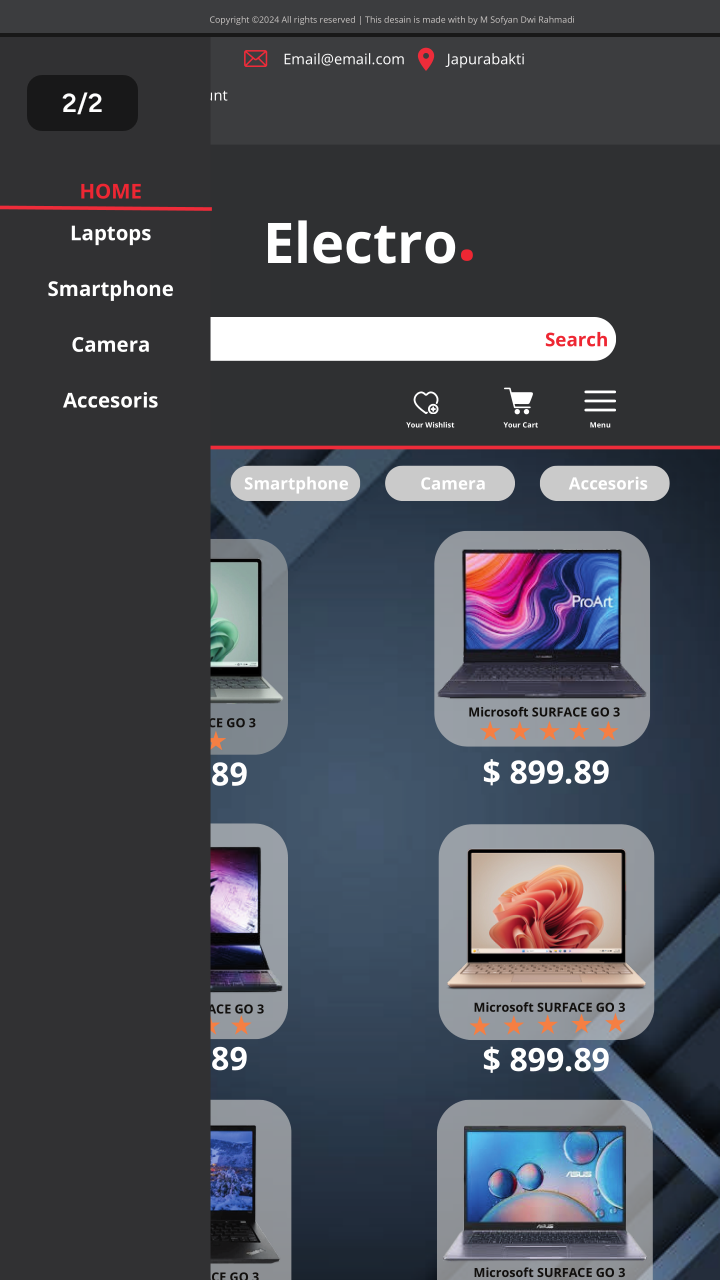 Copyright ©2024 All rights reserved | This desain is made with by M Sofyan Dwi Rahmadi
Email@email.com Japurabakti
unt
2/2
HOME
Laptops
Smartphone
Camera
Accesoris
Electro.
Search
Your Wishlist Your Cart Menu
Smartphone Camera Accesoris
ProArt
CE GO 3 Microsoft SURFACE GO 3
89 $ 899.89
ACE GO 3 Microsoft SURFACE GO 3
89 $ 899.89
ASUS
ASUS
CE GO 3 Microsoft SURFACE GO 3